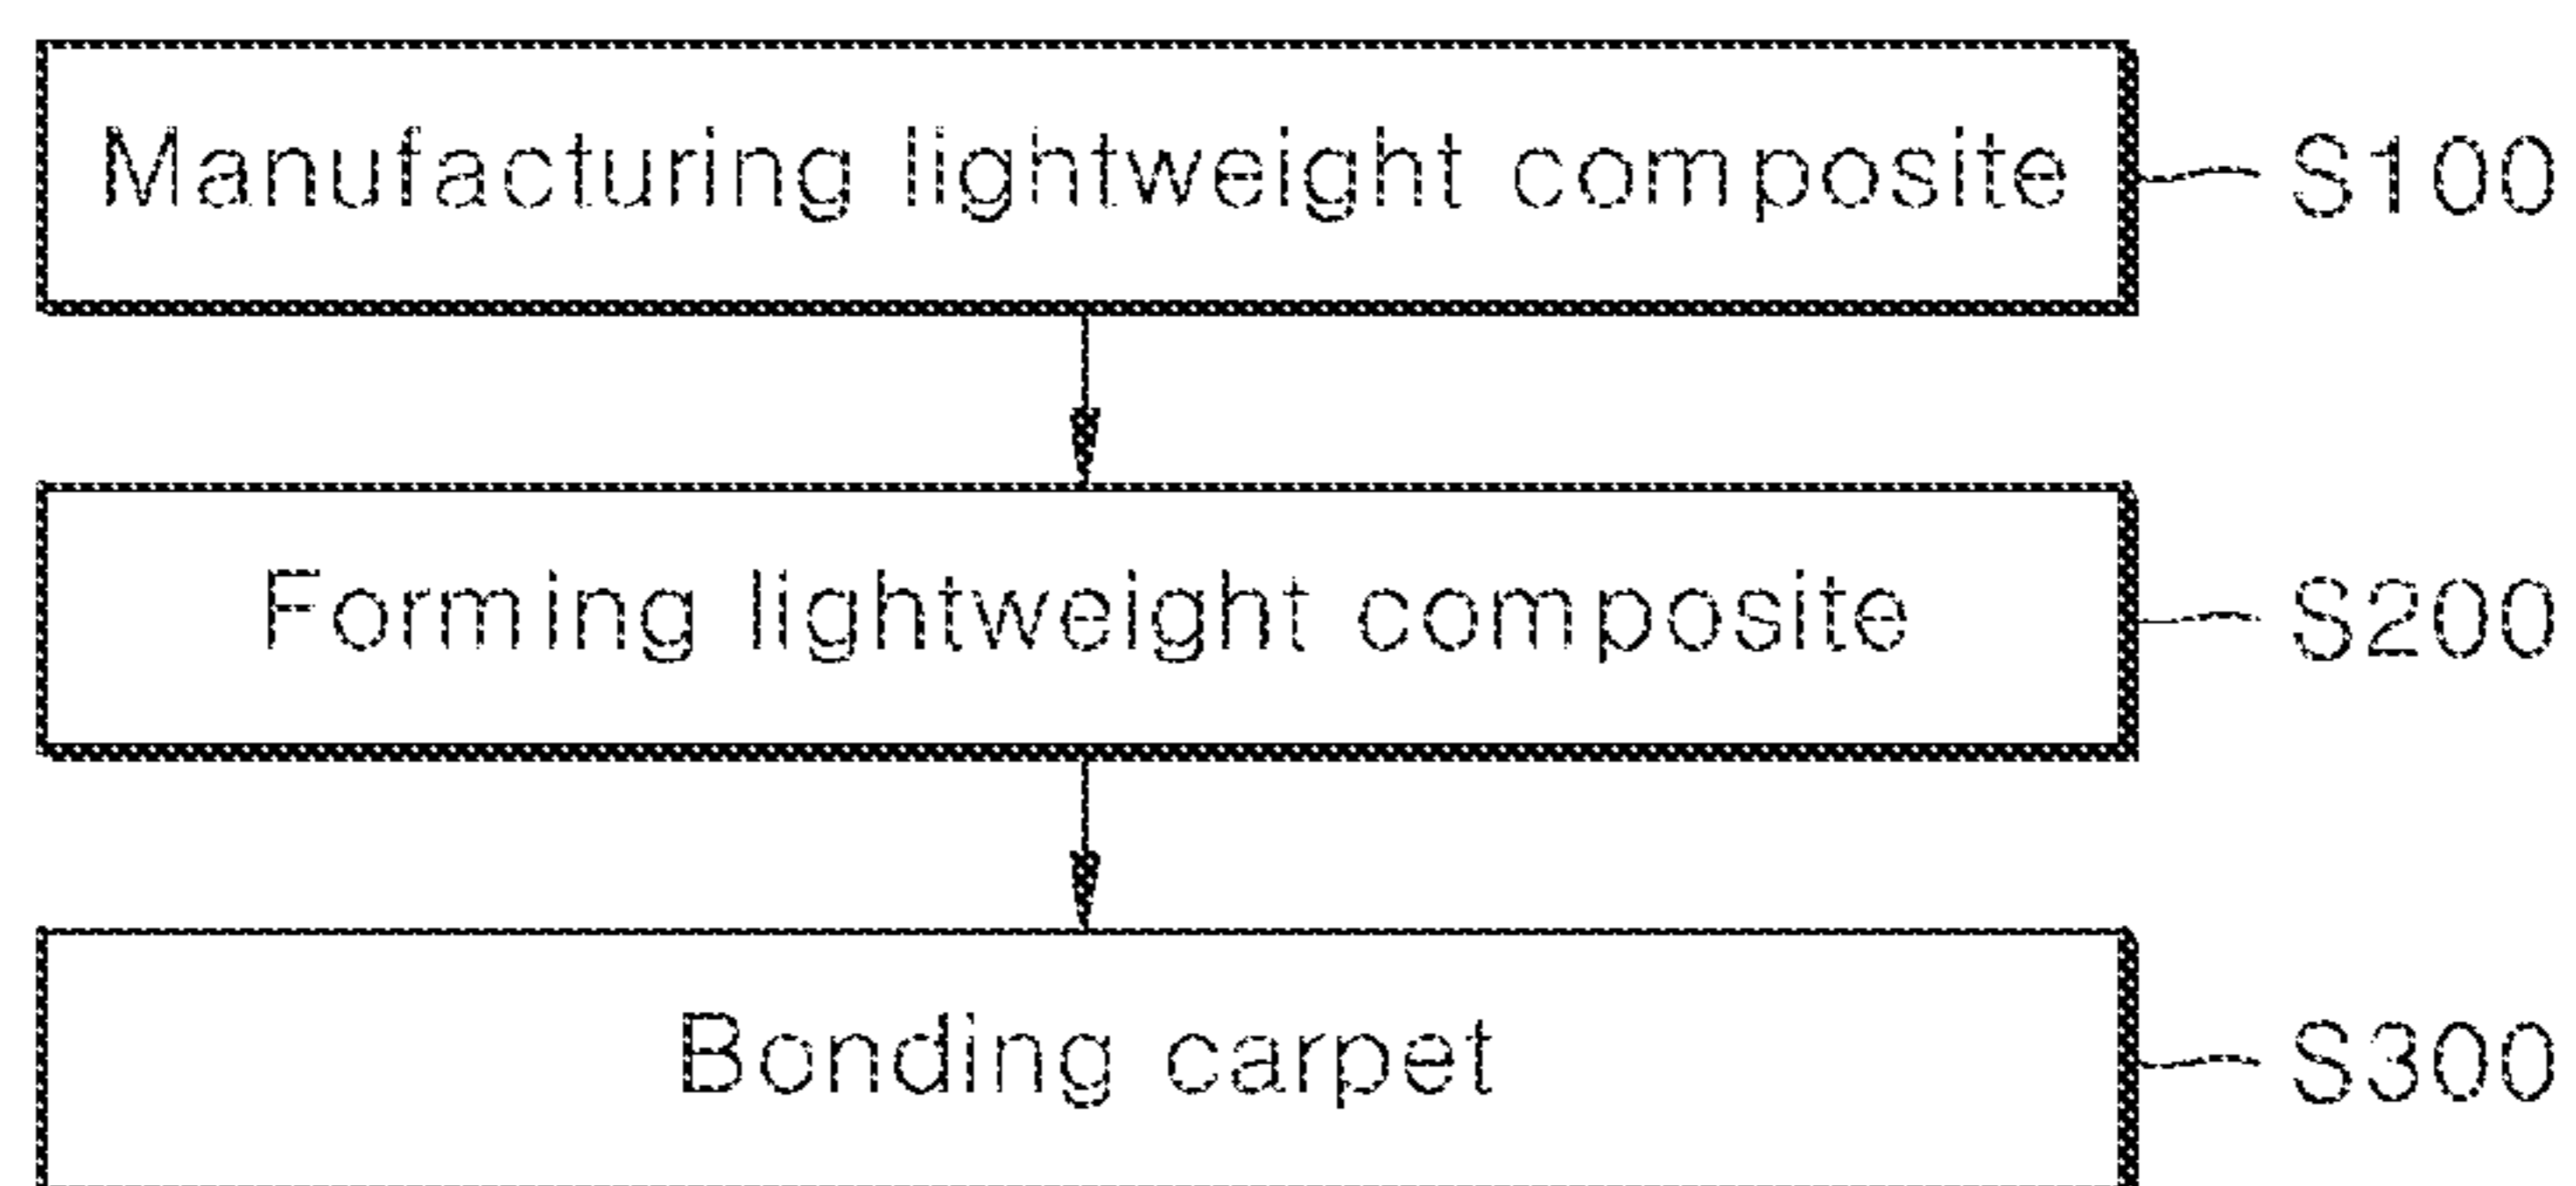 Manufacturing lightweight composite S100
Forming lightweight composite S200
Bonding carpet S300